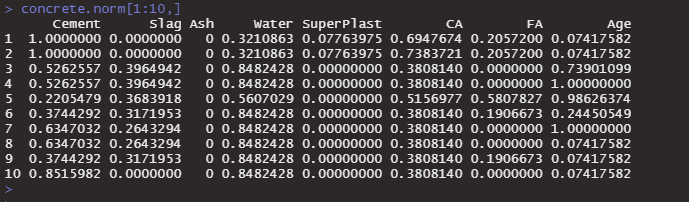 > concrete.norm[1:10,]
Cement Slag Ash Water SuperPlast CA FA Age
1 1.0000000 0.0000000 0 0.3210863 0.07763975 0.6947674 0.2057200 0.07417582
2 1.0000000 0.0000000 0 0.3210863 0.07763975 0.7383721 0.2057200 0.07417582
3 0.5262557 0.3964942 0 0.8482428 0.00000000 0.3808140 0.0000000 0.73901099
4 0.5262557 0.3964942 0 0.8482428 0.00000000 0.3808140 0.0000000 1.00000000
5 0.2205479 0.3683918 0 0.5607029 0.00000000 0.5156977 0.5807827 0.98626374
6 0.3744292 0.3171953 0 0.8482428 0.00000000 0.3808140 0.1906673 0.24450549
7 0.6347032 0.2643294 0 0.8482428 0.00000000 0.3808140 0.0000000 1.00000000
8 0.6347032 0.2643294 0 0.8482428 0.00000000 0.3808140 0.0000000 0.07417582
9 0.3744292 0.3171953 0 0.8482428 0.00000000 0.3808140 0.1906673 0.07417582
10 0.8515982 0.0000000 0 0.8482428 0.00000000 0.3808140 0.0000000 0.07417582
>